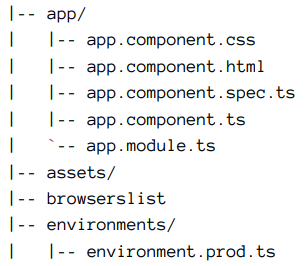 |-- app/
|   |-- app.component.css
|   |-- app.component.html
|   |-- app.component.spec.ts
|   |-- app.component.ts
|   `-- app.module.ts
|-- assets/
|-- browserslist
|-- environments/
|   |-- environment.prod.ts